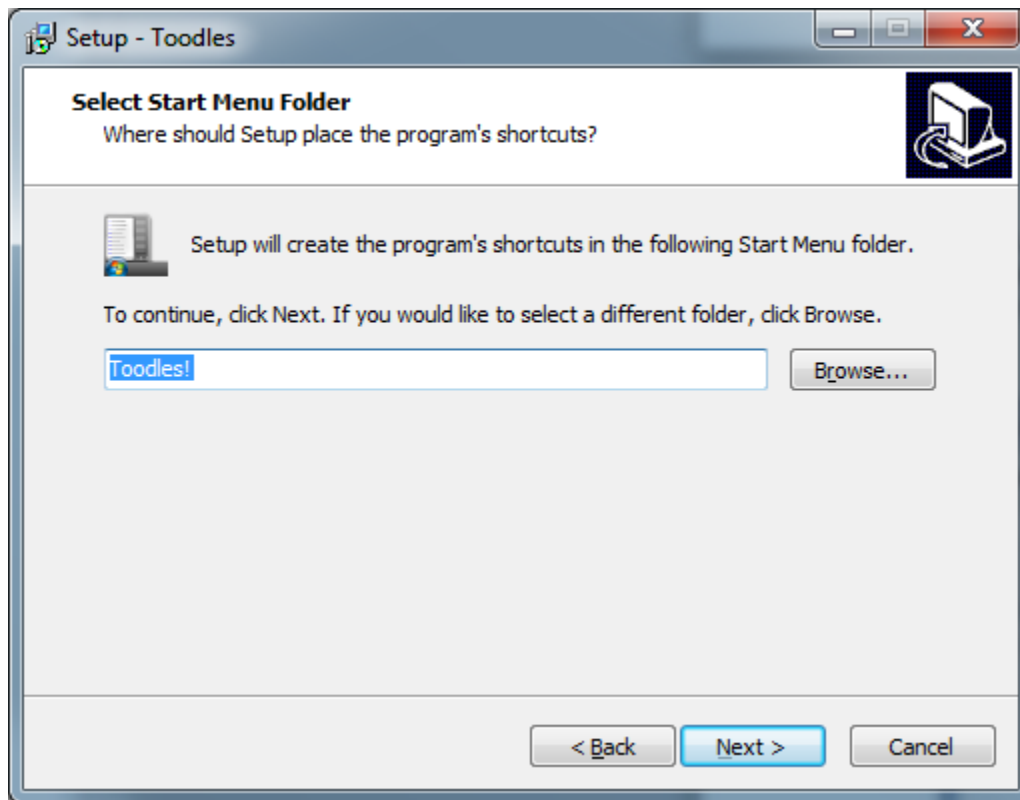 Setup - Toodles
Select Start Menu Folder
Where should Setup place the program's shortcuts?
Setup will create the program's shortcuts in the following Start Menu folder.
To continue, click Next. If you would like to select a different folder, click Browse.
Toodles!
Browse...
< Back
Next >
Cancel